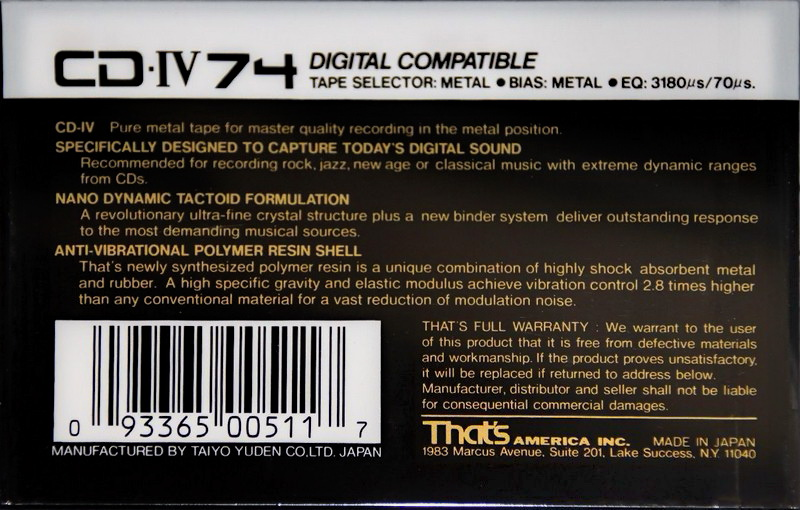 CD·IV 74 DIGITAL COMPATIBLE
TAPE SELECTOR: METAL ● BIAS: METAL ● EQ: 3180μs/70μs.
CD-IV Pure metal tape for master quality recording in the metal position.
SPECIFICALLY DESIGNED TO CAPTURE TODAY'S DIGITAL SOUND
Recommended for recording rock, jazz, new age or classical music with extreme dynamic ranges
from CDs.
NANO DYNAMIC TACTOID FORMULATION
A revolutionary ultra-fine crystal structure plus a new binder system deliver outstanding response
to the most demanding musical sources.
ANTI-VIBRATIONAL POLYMER RESIN SHELL
That's newly synthesized polymer resin is a unique combination of highly shock absorbent metal
and rubber. A high specific gravity and elastic modulus achieve vibration control 2.8 times higher
than any conventional material for a vast reduction of modulation noise.
0 93365 00511 7
MANUFACTURED BY TAIYO YUDEN CO.,LTD. JAPAN
THAT'S FULL WARRANTY : We warrant to the user
of this product that it is free from defective materials
and workmanship. If the product proves unsatisfactory,
it will be replaced if returned to address below.
Manufacturer, distributor and seller shall not be liable
for consequential commercial damages.
That's AMERICA INC. MADE IN JAPAN
1983 Marcus Avenue, Suite 201, Lake Success, N.Y. 11040